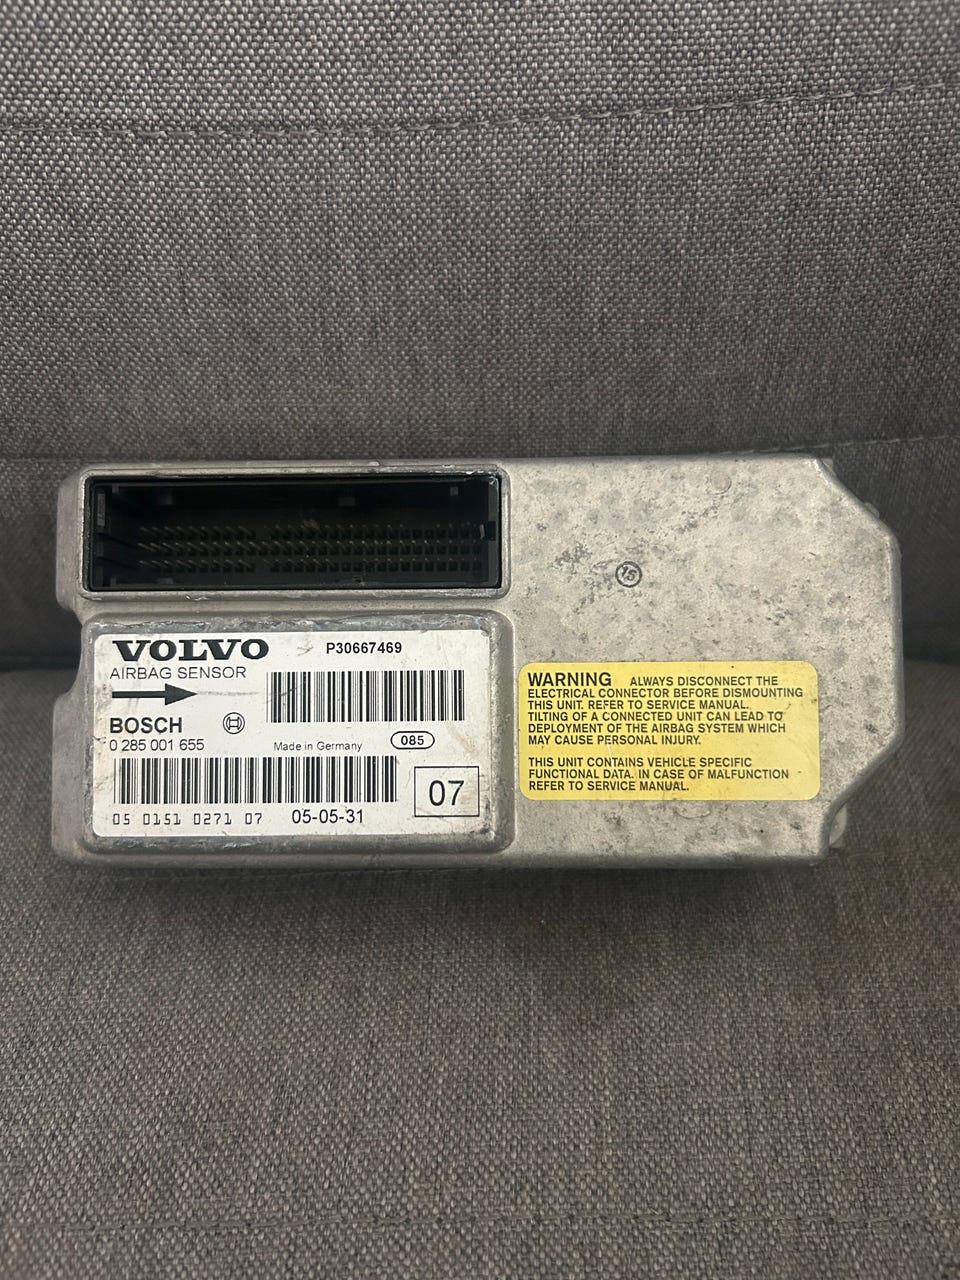 15
VOLVO P30667469
AIRBAG SENSOR
BOSCH
0 285 001 655 Made in Germany 085
07
05 0151 0271 07 05-05-31
WARNING ALWAYS DISCONNECT THE
ELECTRICAL CONNECTOR BEFORE DISMOUNTING
THIS UNIT. REFER TO SERVICE MANUAL.
TILTING OF A CONNECTED UNIT CAN LEAD TO
DEPLOYMENT OF THE AIRBAG SYSTEM WHICH
MAY CAUSE PERSONAL INJURY.
THIS UNIT CONTAINS VEHICLE SPECIFIC
FUNCTIONAL DATA. IN CASE OF MALFUNCTION
REFER TO SERVICE MANUAL.